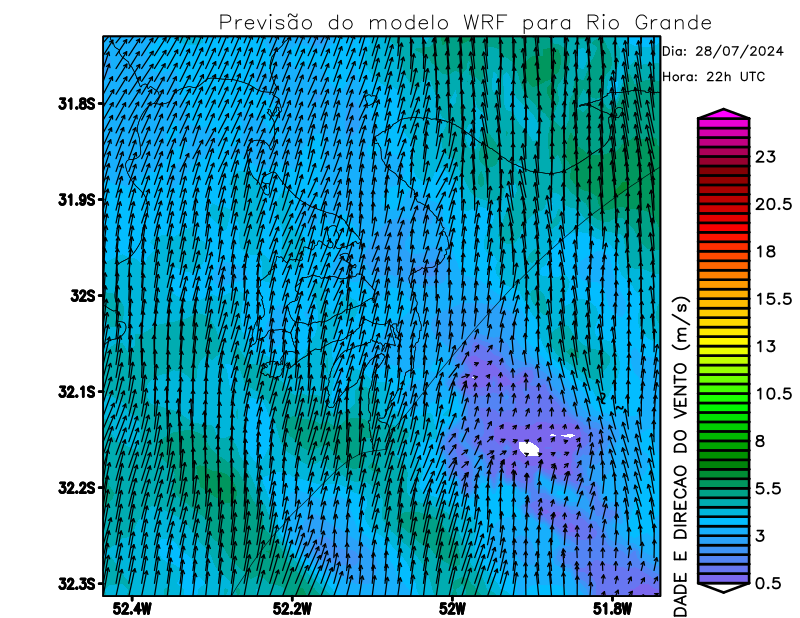 Previsão do modelo WRF para Rio Grande
Dia: 28/07/2024
Hora: 22h UTC
31.8S
31.9S
32S
32.1S
32.2S
32.3S
52.4W
52.2W
52W
51.8W
23
20.5
18
15.5
13
10.5
8
5.5
3
0.5
DADE E DIRECAO DO VENTO (m/s)